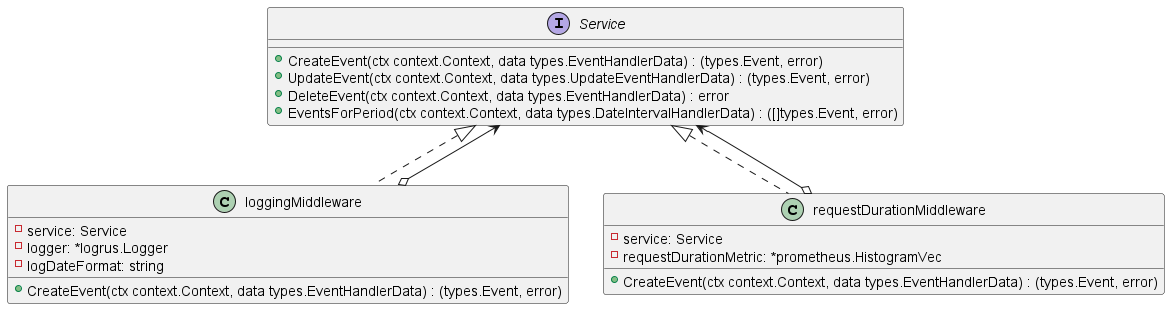 I Service
CreateEvent(ctx context.Context, data types.EventHandlerData) : (types.Event, error)
UpdateEvent(ctx context.Context, data types.UpdateEventHandlerData) : (types.Event, error)
DeleteEvent(ctx context.Context, data types.EventHandlerData) : error
EventsForPeriod(ctx context.Context, data types.DateIntervalHandlerData) : ([]types.Event, error)
C loggingMiddleware
service: Service
logger: *logrus.Logger
logDateFormat: string
CreateEvent(ctx context.Context, data types.EventHandlerData) : (types.Event, error)
C requestDurationMiddleware
service: Service
requestDurationMetric: *prometheus.HistogramVec
CreateEvent(ctx context.Context, data types.EventHandlerData) : (types.Event, error)